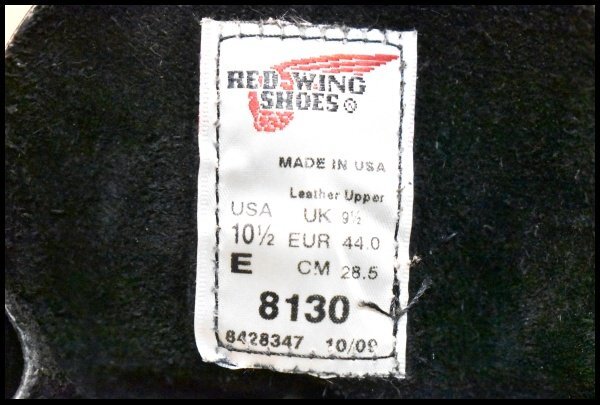 RED WING
SHOES®
MADE IN USA
Leather Upper
USA UK 9½
10½ EUR 44.0
E CM 28.5
8130
8428347 10/09